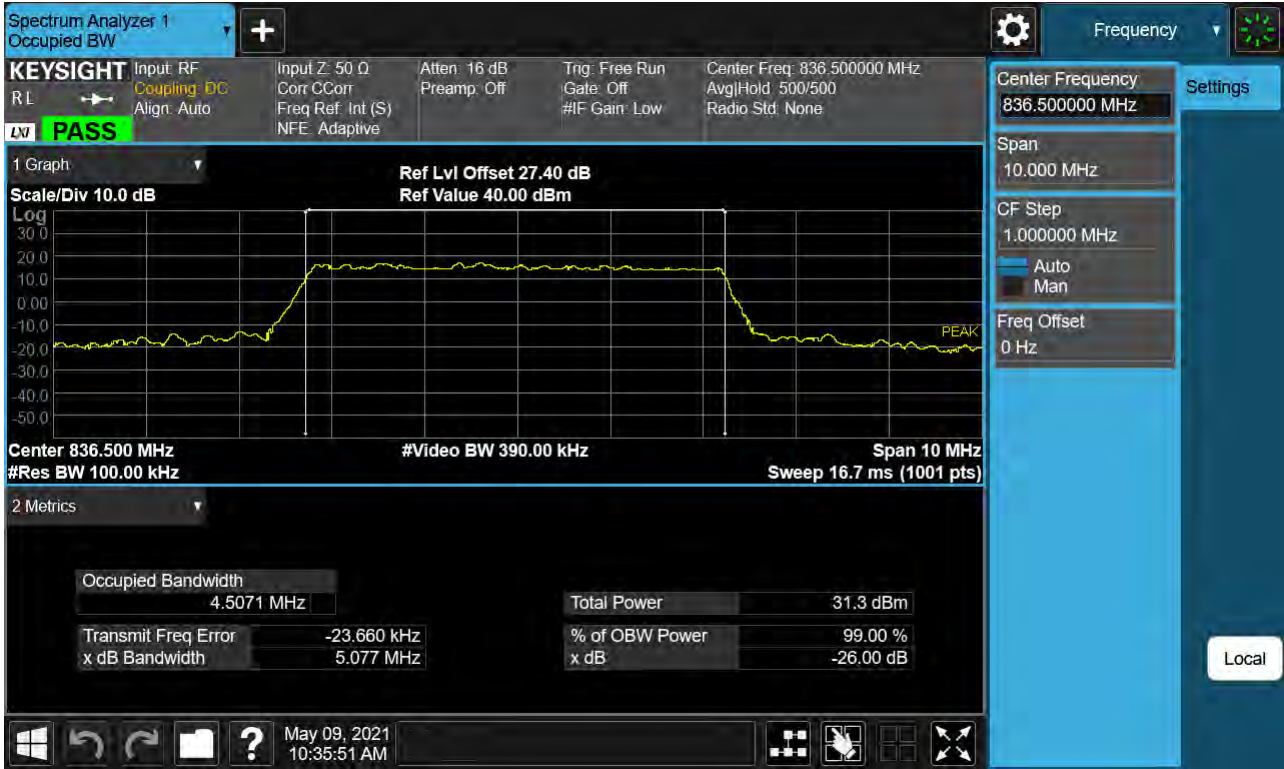 Spectrum Analyzer 1
Occupied BW
+
Frequency
KEYSIGHT
R L
LXI
PASS
Input: RF
Coupling: DC
Align: Auto
Input Z: 50 Ω
Corr CCorr
Freq Ref: Int (S)
NFE: Adaptive
Atten: 16 dB
Preamp: Off
Trig: Free Run
Gate: Off
#IF Gain: Low
Center Freq: 836.500000 MHz
Avg|Hold: 500/500
Radio Std: None
Center Frequency
836.500000 MHz
Settings
Span
10.000 MHz
CF Step
1.000000 MHz
Auto
Man
Freq Offset
0 Hz
Local
1 Graph
Scale/Div 10.0 dB
Ref Lvl Offset 27.40 dB
Ref Value 40.00 dBm
Log
30.0
20.0
10.0
0.00
-10.0
-20.0
-30.0
-40.0
-50.0
PEAK
Center 836.500 MHz
#Video BW 390.00 kHz
Span 10 MHz
#Res BW 100.00 kHz
Sweep 16.7 ms (1001 pts)
2 Metrics
Occupied Bandwidth
4.5071 MHz
Total Power 31.3 dBm
Transmit Freq Error -23.660 kHz
% of OBW Power 99.00 %
x dB Bandwidth 5.077 MHz
x dB -26.00 dB
?
May 09, 2021
10:35:51 AM